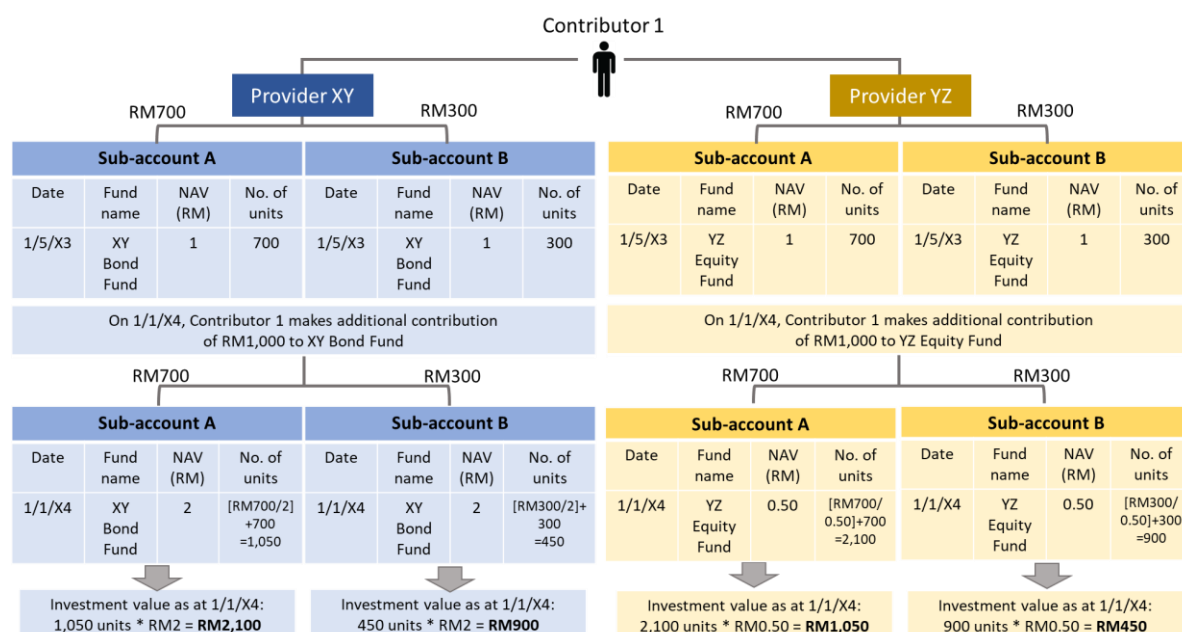 Contributor 1
Provider XY
RM700
RM300
Sub-account A
Sub-account B
Date Fund name NAV (RM) No. of units
Date Fund name NAV (RM) No. of units
1/5/X3 XY Bond Fund 1 700
1/5/X3 XY Bond Fund 1 300
On 1/1/X4, Contributor 1 makes additional contribution
of RM1,000 to XY Bond Fund
RM700
RM300
Sub-account A
Sub-account B
Date Fund name NAV (RM) No. of units
Date Fund name NAV (RM) No. of units
1/1/X4 XY Bond Fund 2 [RM700/2] +700 =1,050
1/1/X4 XY Bond Fund 2 [RM300/2]+ 300 =450
Investment value as at 1/1/X4:
1,050 units * RM2 = RM2,100
Investment value as at 1/1/X4:
450 units * RM2 = RM900
Provider YZ
RM700
RM300
Sub-account A
Sub-account B
Date Fund name NAV (RM) No. of units
Date Fund name NAV (RM) No. of units
1/5/X3 YZ Equity Fund 1 700
1/5/X3 YZ Equity Fund 1 300
On 1/1/X4, Contributor 1 makes additional contribution
of RM1,000 to YZ Equity Fund
RM700
RM300
Sub-account A
Sub-account B
Date Fund name NAV (RM) No. of units
Date Fund name NAV (RM) No. of units
1/1/X4 YZ Equity Fund 0.50 [RM700/ 0.50]+700 =2,100
1/1/X4 YZ Equity Fund 0.50 [RM300/ 0.50]+300 =900
Investment value as at 1/1/X4:
2,100 units * RM0.50 = RM1,050
Investment value as at 1/1/X4:
900 units * RM0.50 = RM450